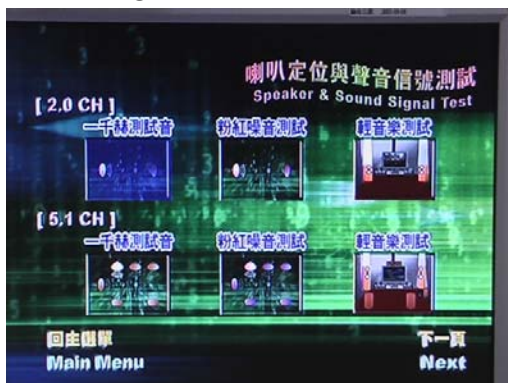 喇叭定位與聲音信號測試
Speaker & Sound Signal Test
[ 2.0 CH ]
一千赫測試音 粉紅噪音測試 輕音樂測試
[ 5.1 CH ]
一千赫測試音 粉紅噪音測試 輕音樂測試
回主選單 下一頁
Main Menu Next